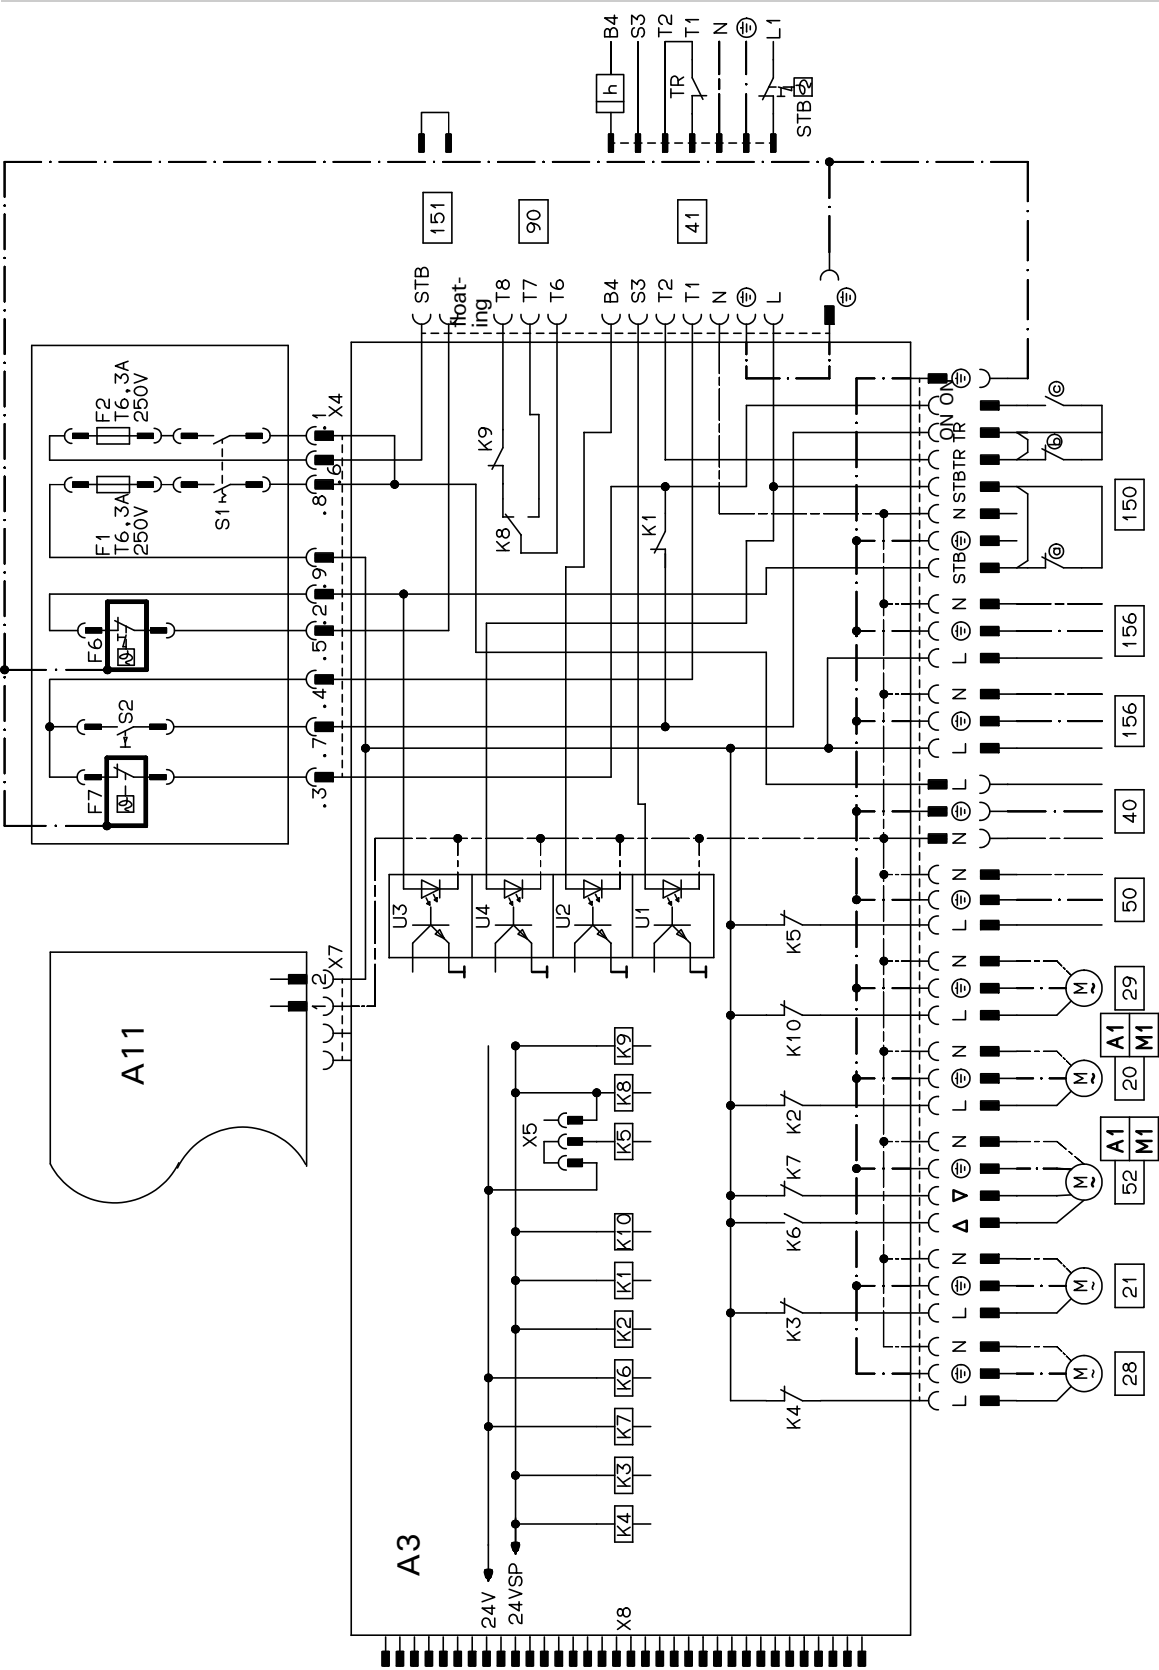 B4
S3
T2
T1
N
L1
h
TR
STB
151
90
41
STB
float-
ing
T8
T7
T6
B4
S3
T2
T1
N
L
F2
T6,3A
250V
F1
T6,3A
250V
S1
X4
.1
.6
.8
.9
.2
.5
.4
.7
.3
F6
S2
F7
K9
K8
K1
ON
ON
TR
TR
STB
N
STB
c
b
a
150
N
L
156
N
L
156
L
N
40
N
L
50
N
L
M
~
29
A1
M1
N
L
M
~
20
A1
M1
N
M
~
52
N
L
M
~
21
N
L
M
~
28
U3
U4
U2
U1
A11
X7
2
1
K5
K10
K2
K7
K6
K3
K4
K9
K8
X5
K5
K10
K1
K2
K6
K7
K3
K4
A3
24V
24VSP
X8